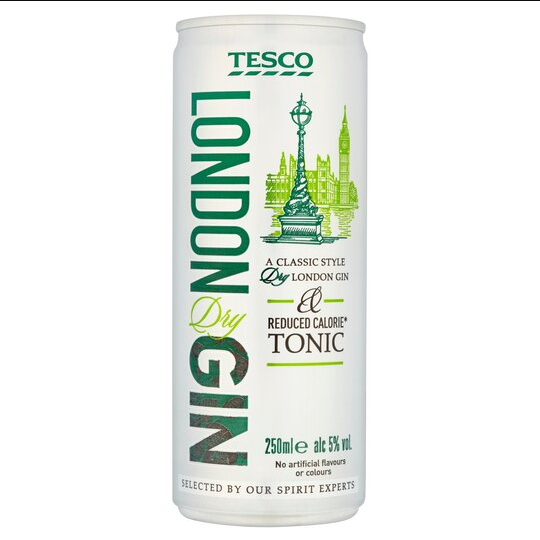 TESCO
LONDON
Dry
GIN
A CLASSIC STYLE
Dry LONDON GIN
&
REDUCED CALORIE*
TONIC
250ml e alc 5% vol.
No artificial flavours
or colours
SELECTED BY OUR SPIRIT EXPERTS